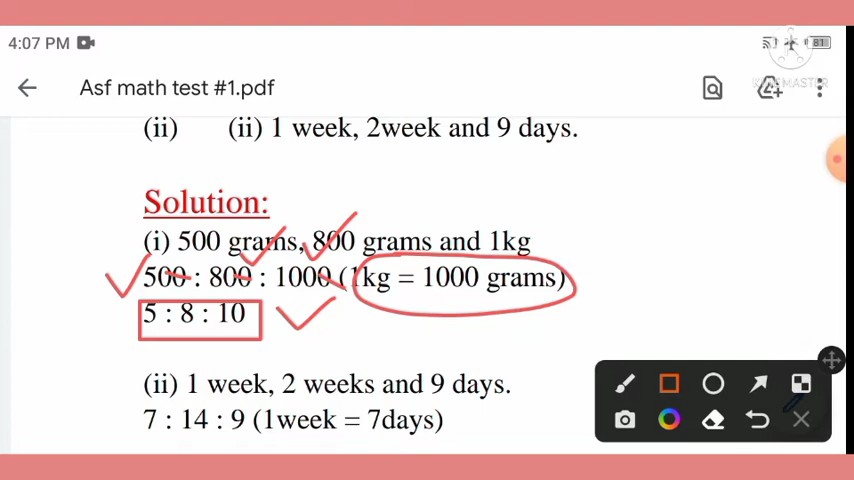 4:07 PM 81
KINEMASTER
Asf math test #1.pdf
(ii) (ii) 1 week, 2week and 9 days.
Solution:
(i) 500 grams, 800 grams and 1kg
500 : 800 : 1000 (1kg = 1000 grams)
5 : 8 : 10
(ii) 1 week, 2 weeks and 9 days.
7 : 14 : 9 (1week = 7days)